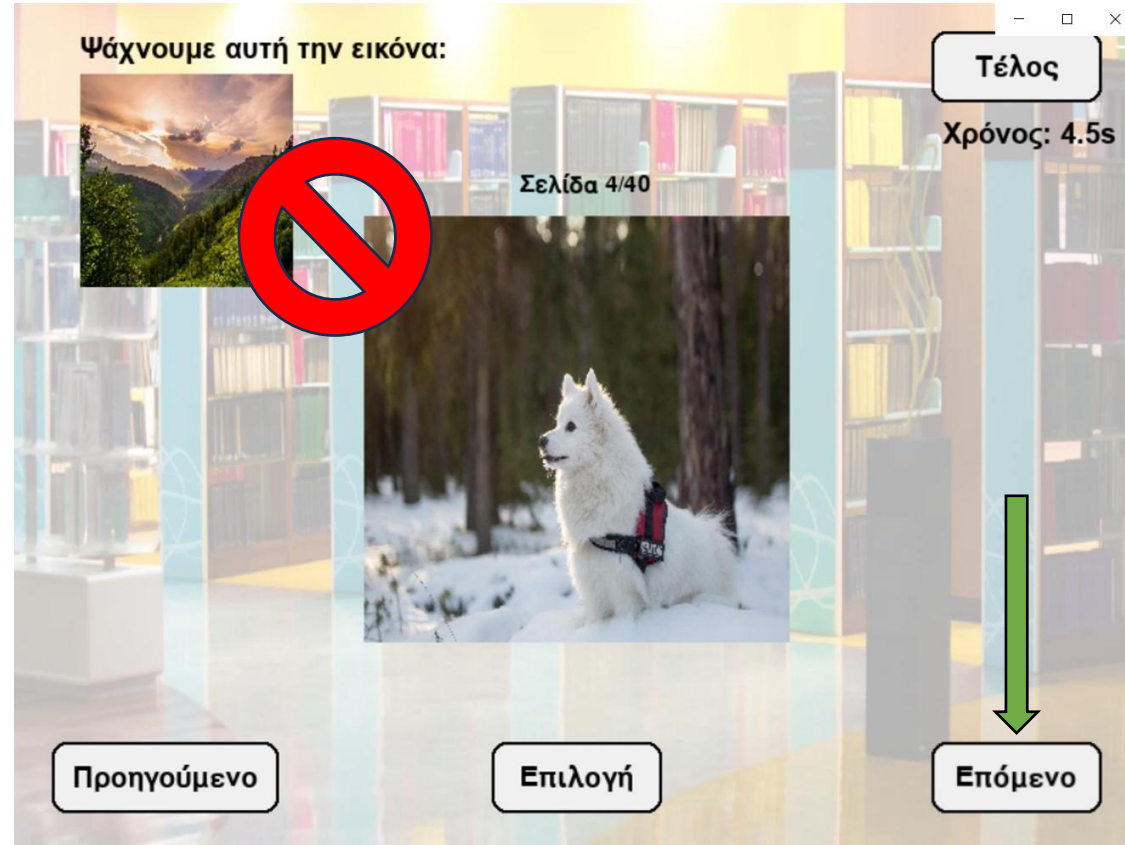 Ψάχνουμε αυτή την εικόνα:
Τέλος
Χρόνος: 4.5s
Σελίδα 4/40
Προηγούμενο
Επιλογή
Επόμενο